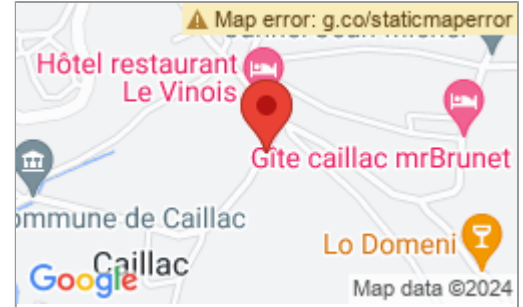 Map error: g.co/staticmaperror
Hôtel restaurant
Le Vinois
Gîte caillac mrBrunet
ommune de Caillac
Lo Domeni
Caillac
Google
Map data ©2024